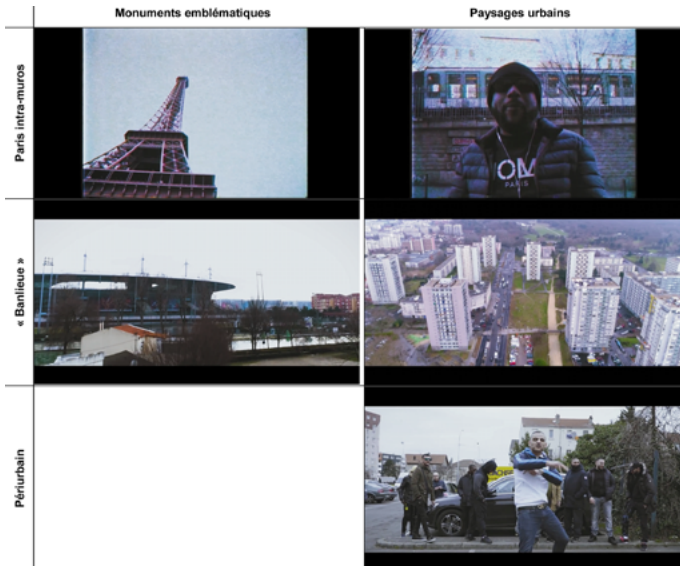 Monuments emblématiques
Paysages urbains
Paris intra-muros
OM
PARIS
« Banlieue »
Périurbain